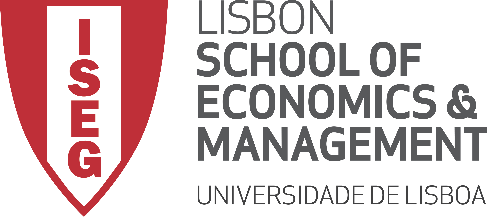 ISEG
LISBON
SCHOOL OF
ECONOMICS &
MANAGEMENT
UNIVERSIDADE DE LISBOA